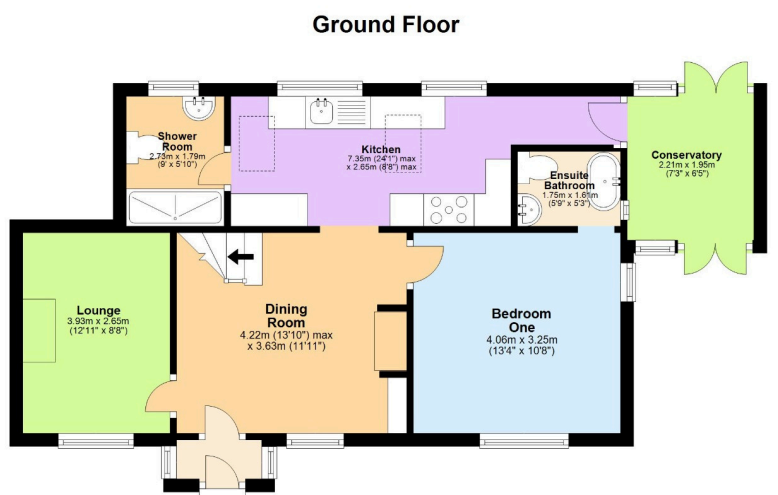 Ground Floor
Shower
Room
2.73m x 1.79m
(9' x 5'10")
Kitchen
7.35m (24'1") max
x 2.65m (8'8") max
Conservatory
2.21m x 1.95m
(7'3" x 6'5")
Ensuite
Bathroom
1.75m x 1.61m
(5'9" x 5'3")
Lounge
3.93m x 2.65m
(12'11" x 8'8")
Dining
Room
4.22m (13'10") max
x 3.63m (11'11")
Bedroom
One
4.06m x 3.25m
(13'4" x 10'8")